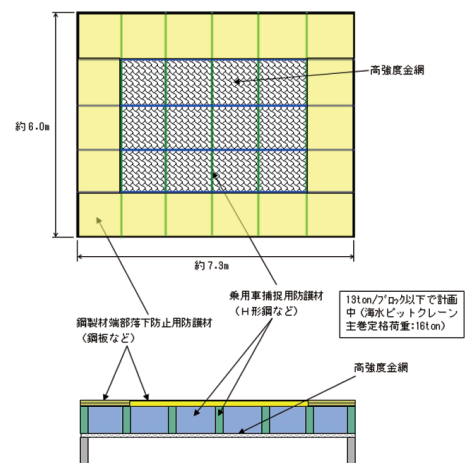 高強度金網
約6.0m
約7.3m
乗用車捕捉用防護材
(H形鋼など)
13ton/ブロック以下で計画
中(海水ピットクレーン
主巻定格荷重:16ton)
鋼製材端部落下防止用防護材
(鋼板など)
高強度金網